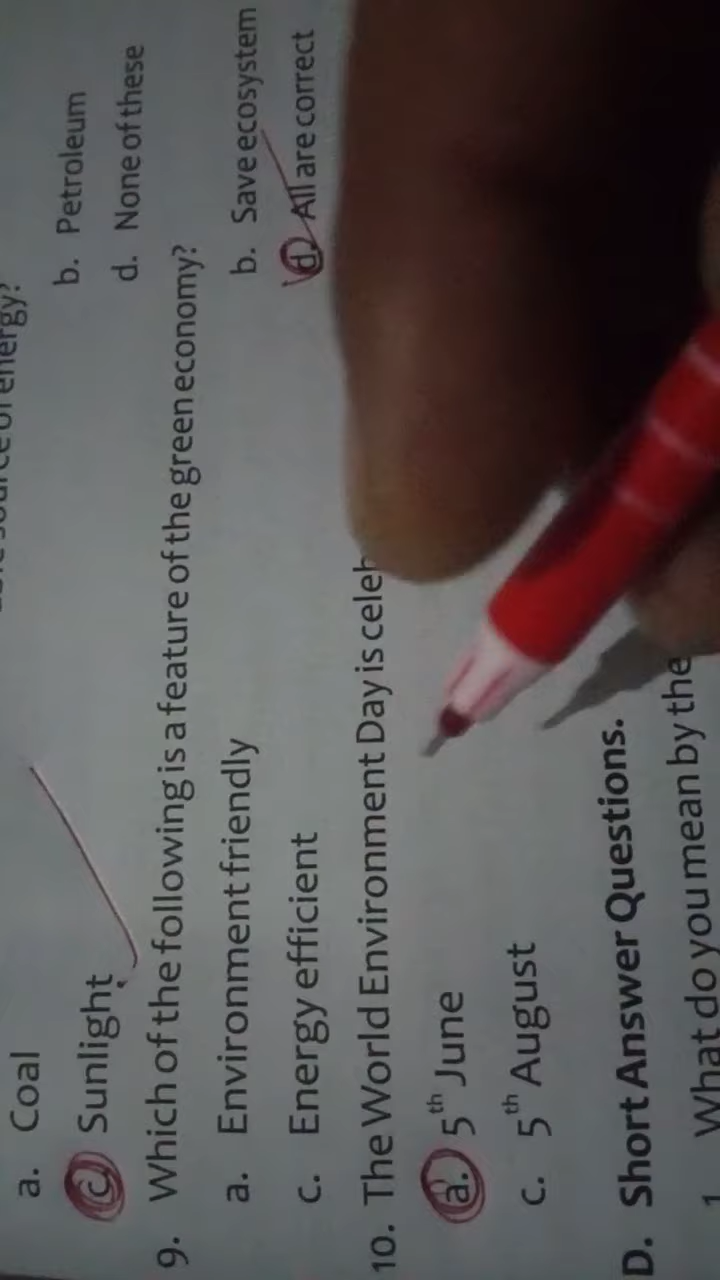 energy?
a. Coal
b. Petroleum
c. Sunlight
d. None of these
9. Which of the following is a feature of the green economy?
a. Environment friendly
b. Save ecosystem
c. Energy efficient
d. All are correct
10. The World Environment Day is
a. 5th June
c. 5th August
D. Short Answer Questions.
1. What do you mean by the